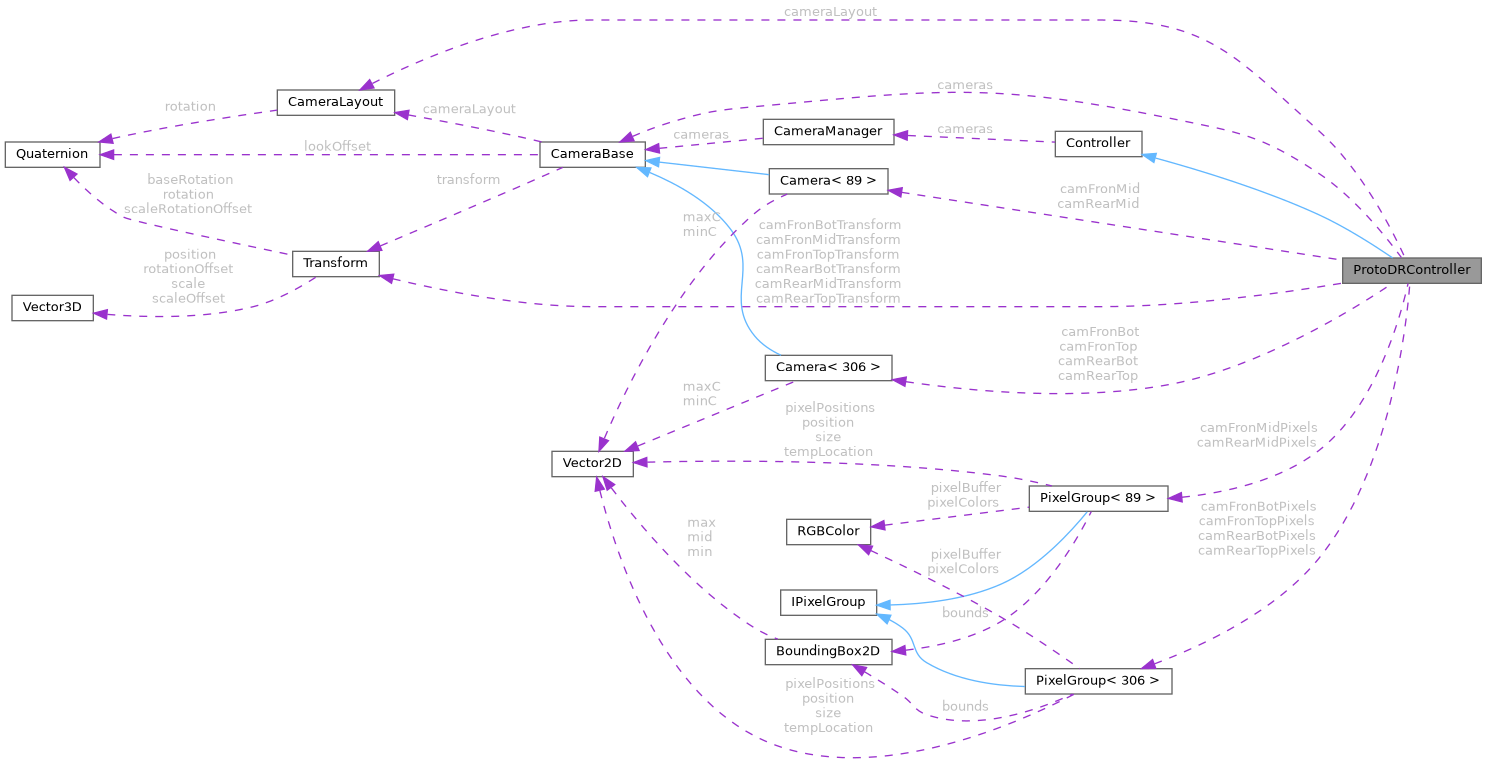 cameraLayout
cameras
CameraLayout
rotation
cameraLayout
CameraManager
cameras
cameras
Controller
Quaternion
lookOffset
CameraBase
baseRotation
rotation
scaleRotationOffset
transform
Camera< 89 >
camFronMid
camRearMid
maxC
minC
camFronBotTransform
camFronMidTransform
camFronTopTransform
camRearBotTransform
camRearMidTransform
camRearTopTransform
position
rotationOffset
scale
scaleOffset
Transform
ProtoDRController
Vector3D
camFronBot
camFronTop
camRearBot
camRearTop
Camera< 306 >
maxC
minC
pixelPositions
position
size
tempLocation
camFronMidPixels
camRearMidPixels
Vector2D
pixelBuffer
pixelColors
PixelGroup< 89 >
camFronBotPixels
camFronTopPixels
camRearBotPixels
camRearTopPixels
max
mid
min
RGBColor
pixelBuffer
pixelColors
IPixelGroup
bounds
BoundingBox2D
PixelGroup< 306 >
pixelPositions
position
size
tempLocation
bounds